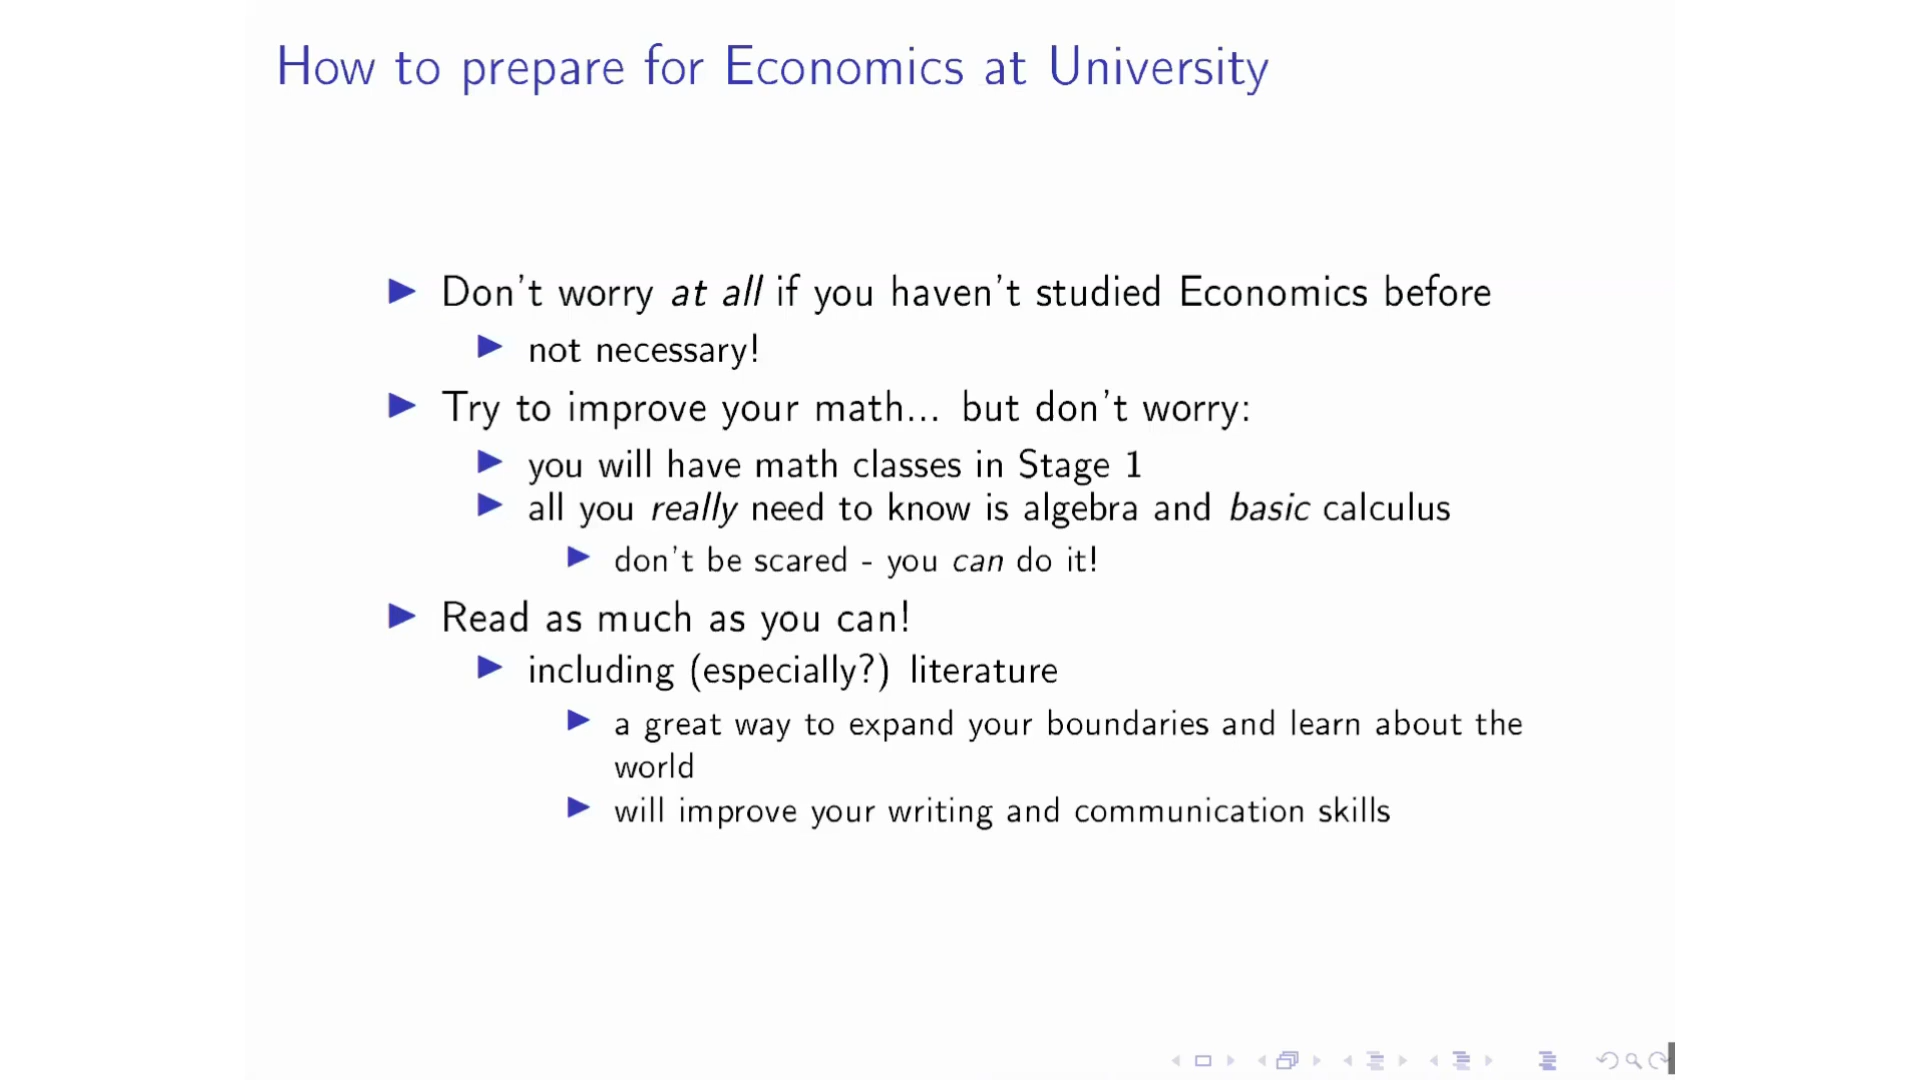 How to prepare for Economics at University
Don't worry at all if you haven't studied Economics before
not necessary!
Try to improve your math... but don't worry:
you will have math classes in Stage 1
all you really need to know is algebra and basic calculus
don't be scared - you can do it!
Read as much as you can!
including (especially?) literature
a great way to expand your boundaries and learn about the
world
will improve your writing and communication skills